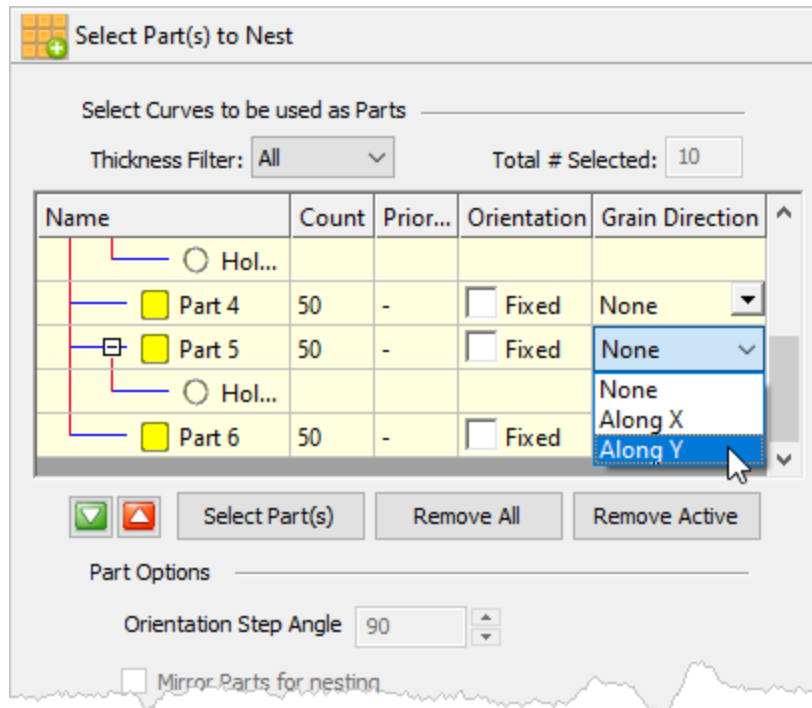 Select Part(s) to Nest
Select Curves to be used as Parts
Thickness Filter: All Total # Selected: 10
Name Count Prior... Orientation Grain Direction
Hol...
Part 4 50 - Fixed None
Part 5 50 - Fixed None
Hol... None
Along X
Part 6 50 - Fixed Along Y
Select Part(s) Remove All Remove Active
Part Options
Orientation Step Angle 90
Mirror Parts for nesting